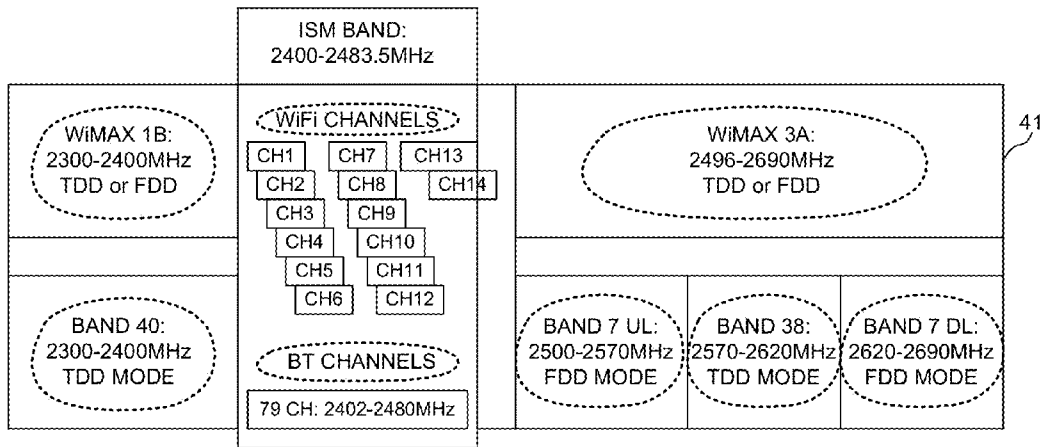 ISM BAND:
2400-2483.5MHz
WiMAX 1B:
2300-2400MHz
TDD or FDD
WiFi CHANNELS
CH1
CH2
CH3
CH4
CH5
CH6
CH7
CH8
CH9
CH10
CH11
CH12
CH13
CH14
WiMAX 3A:
2496-2690MHz
TDD or FDD
41
BAND 40:
2300-2400MHz
TDD MODE
BT CHANNELS
79 CH: 2402-2480MHz
BAND 7 UL:
2500-2570MHz
FDD MODE
BAND 38:
2570-2620MHz
TDD MODE
BAND 7 DL:
2620-2690MHz
FDD MODE